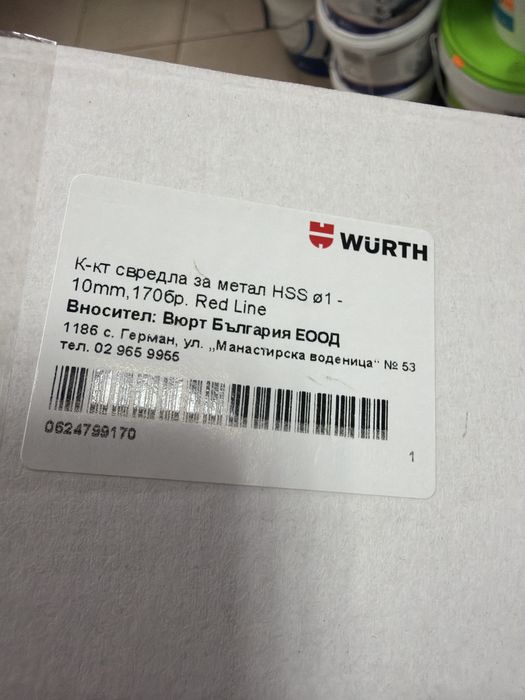 WÜRTH
К-кт свредла за метал HSS ø1 -
10mm,170бр. Red Line
Вносител: Вюрт България ЕООД
1186 с. Герман, ул. „Манастирска воденица“ № 53
тел. 02 965 9955
0624799170
1